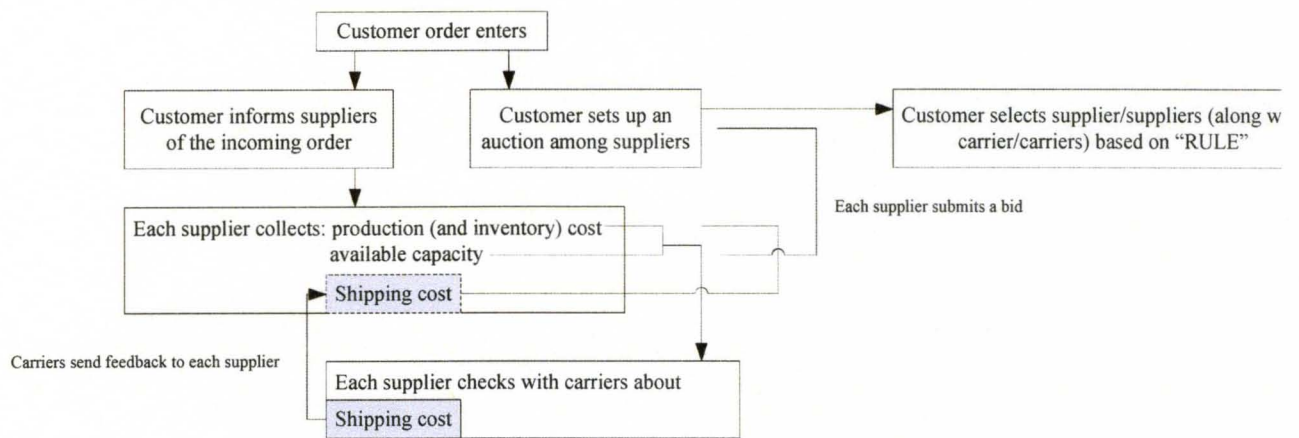 Customer order enters
Customer informs suppliers
of the incoming order
Customer sets up an
auction among suppliers
Customer selects supplier/suppliers (along w
carrier/carriers) based on “RULE”
Each supplier submits a bid
Each supplier collects: production (and inventory) cost
available capacity
Shipping cost
Carriers send feedback to each supplier
Each supplier checks with carriers about
Shipping cost